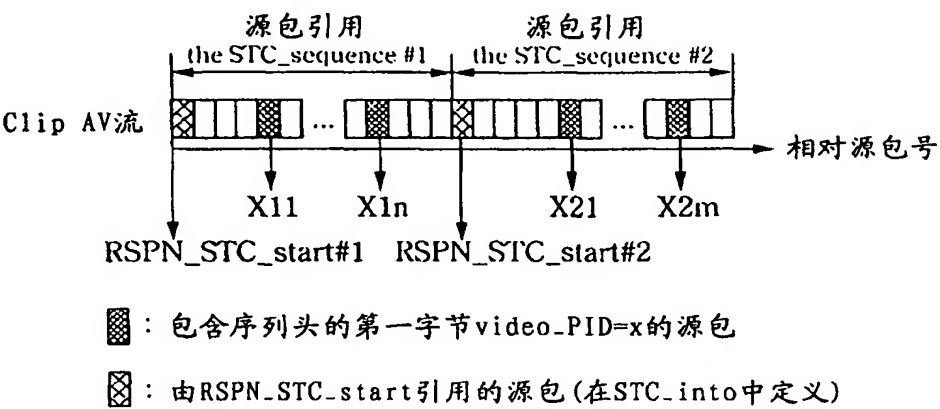 源包引用 源包引用
the STC_sequence #1 the STC_sequence #2
Clip AV流 ... ...
相对源包号
X11 X1n X21 X2m
RSPN_STC_start#1 RSPN_STC_start#2
：包含序列头的第一字节video_PID=x的源包
：由RSPN_STC_start引用的源包(在STC_into中定义)